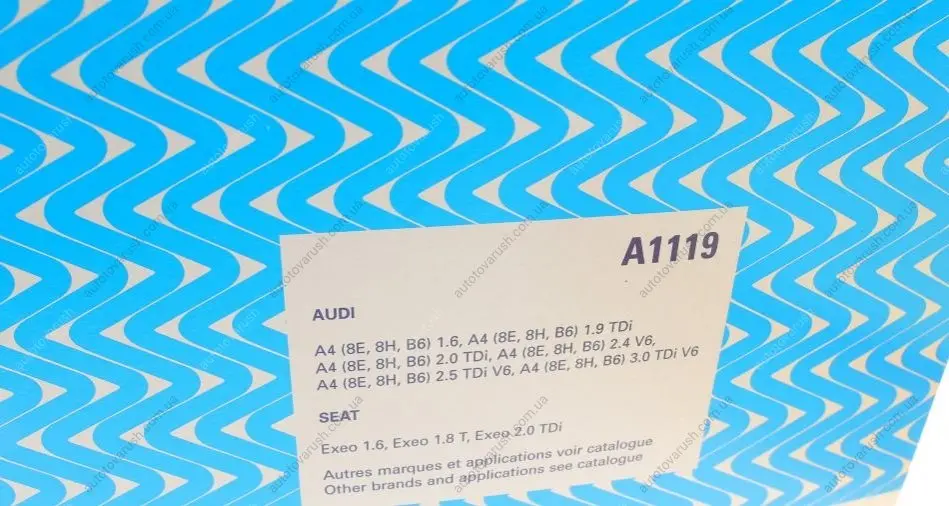 A1119
AUDI
A4 (8E, 8H, B6) 1.6, A4 (8E, 8H, B6) 1.9 TDi
A4 (8E, 8H, B6) 2.0 TDi, A4 (8E, 8H, B6) 2.4 V6,
A4 (8E, 8H, B6) 2.5 TDi V6, A4 (8E, 8H, B6) 3.0 TDi V6
SEAT
Exeo 1.6, Exeo 1.8 T, Exeo 2.0 TDi
Autres marques et applications voir catalogue
Other brands and applications see catalogue
autotovarush.com.ua